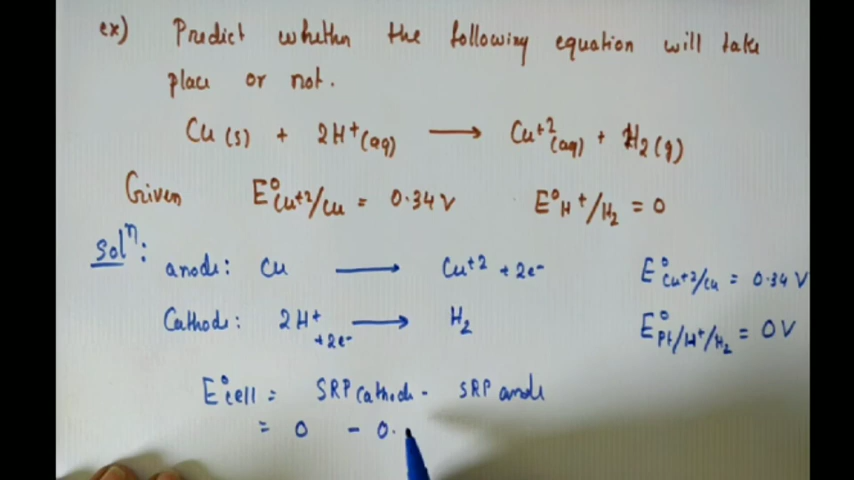 ex) Predict whethn the following equation will take
place or not.
Cu(s) + 2H⁺(aq) ⟶ Cu⁺²(aq) + H₂(g)
Given E°Cu⁺²/Cu = 0.34 V E°H⁺/H₂ = 0
Solⁿ:
anode: Cu ⟶ Cu⁺² + 2e⁻ E°Cu⁺²/Cu = 0.34 V
Cathode: 2H⁺ + 2e⁻ ⟶ H₂ E°Pt/H⁺/H₂ = 0 V
E°cell = SRP cathode - SRP anode
= 0 - 0.